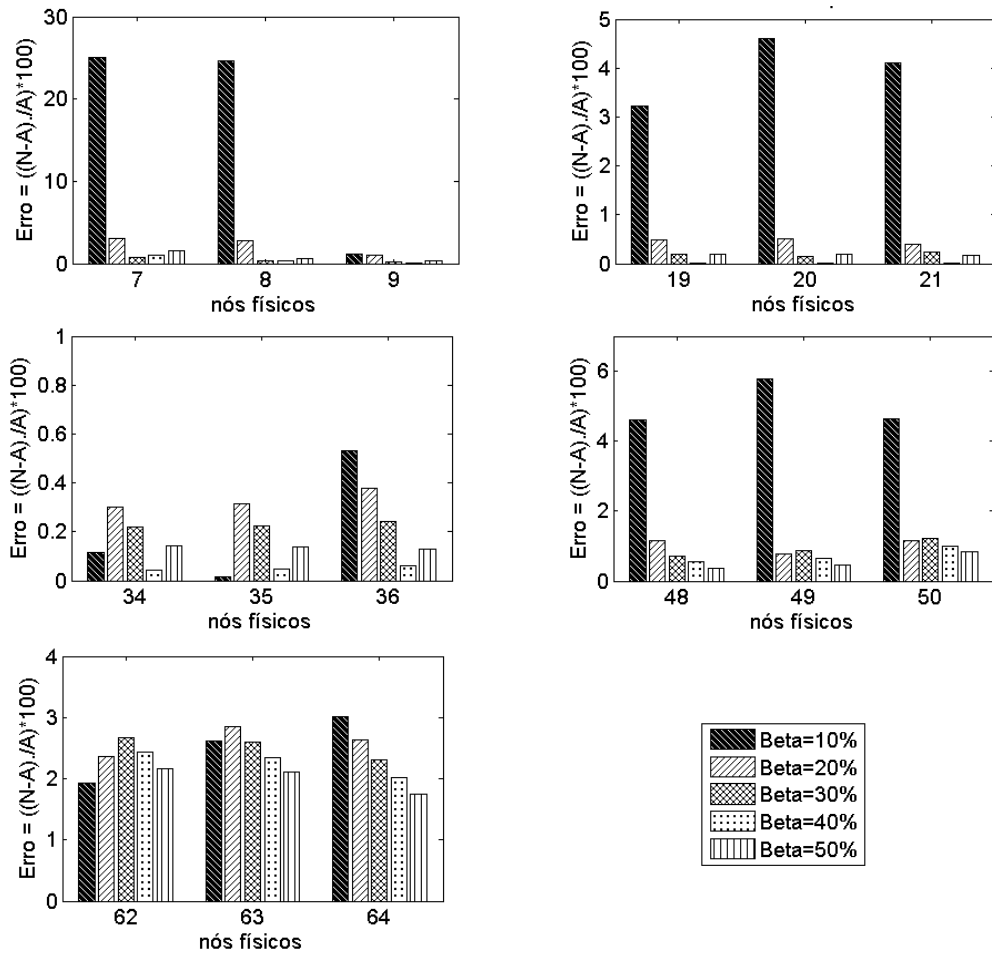 30
20
10
0
Erro = ((N-A)./A)*100)
7 8 9
nós físicos
5
4
3
2
1
0
Erro = ((N-A)./A)*100)
19 20 21
nós físicos
1
0.8
0.6
0.4
0.2
0
Erro = ((N-A)./A)*100)
34 35 36
nós físicos
6
4
2
0
Erro = ((N-A)./A)*100)
48 49 50
nós físicos
4
3
2
1
0
Erro = ((N-A)./A)*100)
62 63 64
nós físicos
Beta=10%
Beta=20%
Beta=30%
Beta=40%
Beta=50%